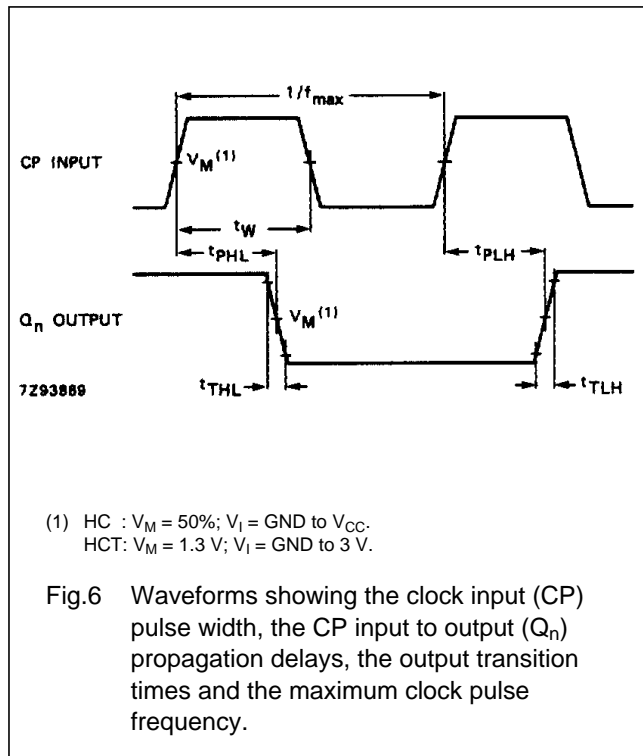 1/fmax
CP INPUT
VM(1)
tW
tPHL
tPLH
Qn OUTPUT
VM(1)
tTHL
tTLH
7Z93869
(1) HC : VM = 50%; VI = GND to VCC.
HCT: VM = 1.3 V; VI = GND to 3 V.
Fig.6 Waveforms showing the clock input (CP)
pulse width, the CP input to output (Qn)
propagation delays, the output transition
times and the maximum clock pulse
frequency.